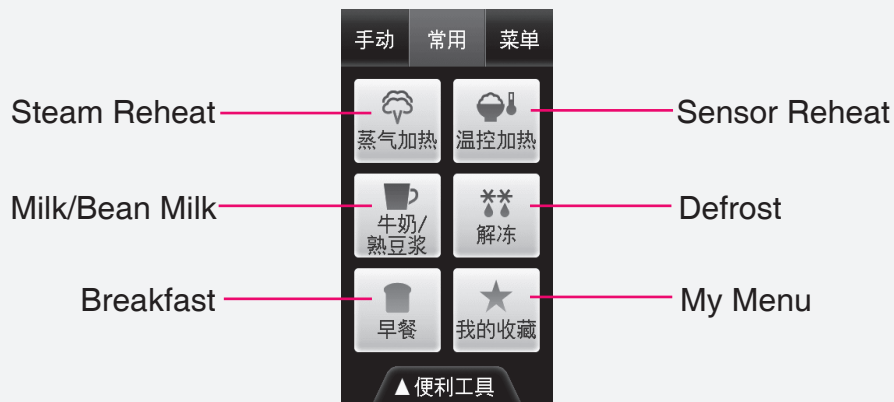 手动 常用 菜单
Steam Reheat
蒸气加热
温控加热
Sensor Reheat
Milk/Bean Milk
牛奶/
熟豆浆
解冻
Defrost
Breakfast
早餐
我的收藏
My Menu
▲便利工具